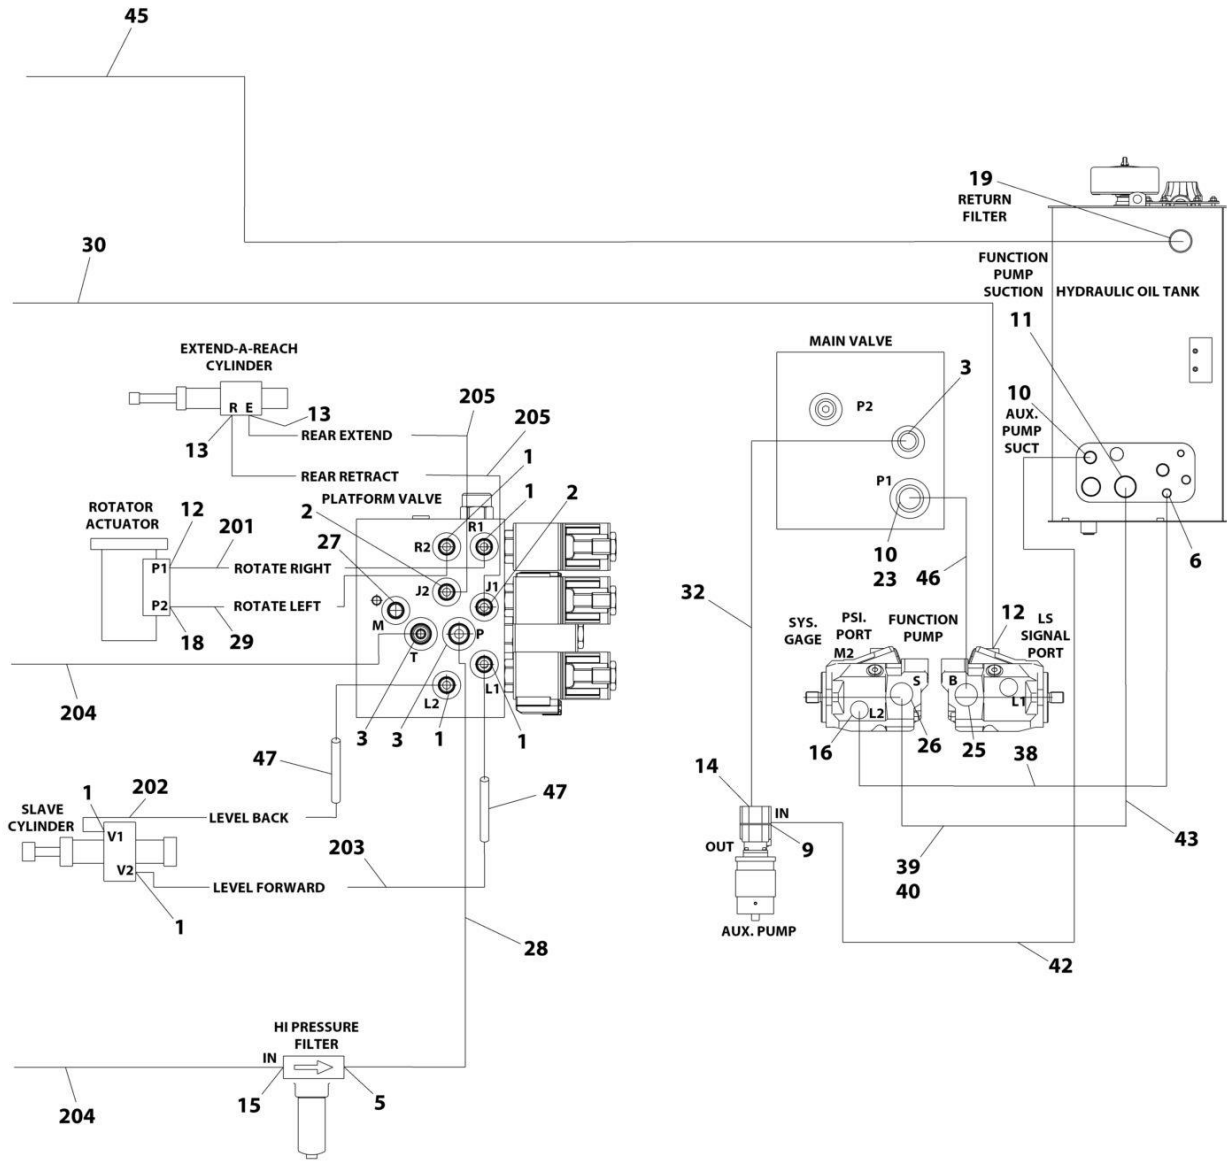 45
19
RETURN
FILTER
30
FUNCTION
PUMP
SUCTION
HYDRAULIC OIL TANK
11
EXTEND-A-REACH
CYLINDER
MAIN VALVE
3
205
10
AUX.
PUMP
SUCT
R E
13
P2
205
13
REAR EXTEND
1
REAR RETRACT
P1
PLATFORM VALVE
1
2
ROTATOR
ACTUATOR
12
201
2
R1
27
R2
10
23
46
6
P1
ROTATE RIGHT
J2
J1
32
P2
ROTATE LEFT
M
SYS.
GAGE
PSI.
PORT
M2
FUNCTION
PUMP
12
LS
SIGNAL
PORT
18
29
P
T
S
B
L1
L1
204
L2
L2
3
3
1
1
16
26
25
38
47
14
47
1
202
SLAVE
CYLINDER
V1
LEVEL BACK
IN
203
OUT
9
43
V2
39
40
LEVEL FORWARD
1
AUX. PUMP
28
42
HI PRESSURE
FILTER
IN
204
15
5